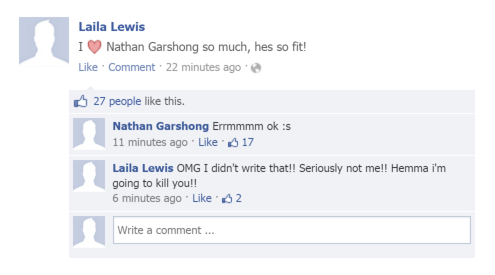 Laila Lewis
I ❤ Nathan Garshong so much, hes so fit!
Like · Comment · 22 minutes ago ·
27 people like this.
Nathan Garshong Errmmmm ok :s
11 minutes ago · Like · 17
Laila Lewis OMG I didn't write that!! Seriously not me!! Hemma i'm
going to kill you!!
6 minutes ago · Like · 2
Write a comment ...